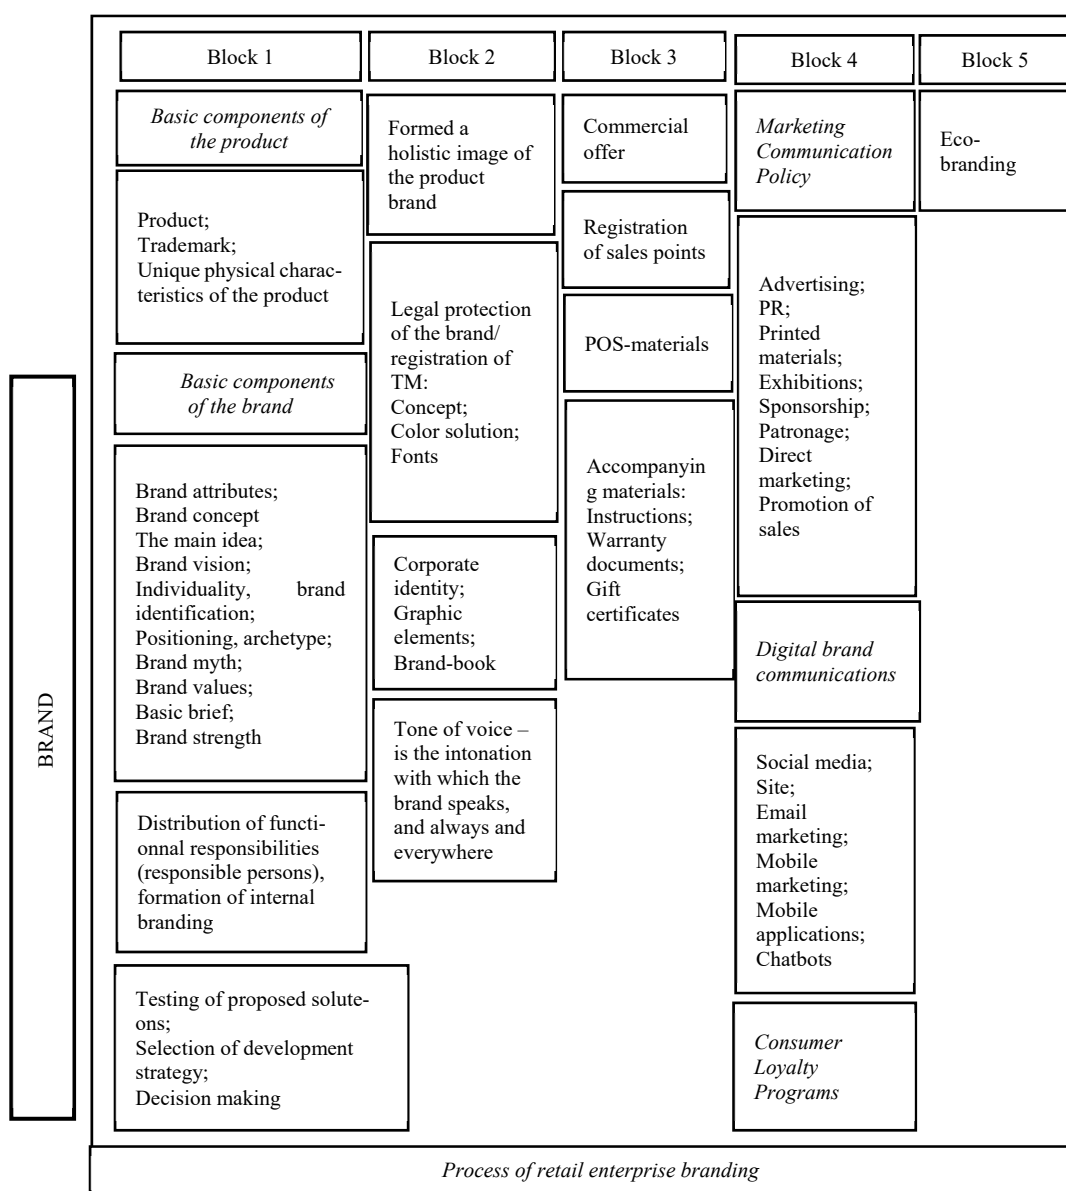 Block 1
Basic components of
the product
Product;
Trademark;
Unique physical charac-
teristics of the product
Basic components
of the brand
Brand attributes;
Brand concept
The main idea;
Brand vision;
Individuality, brand
identification;
Positioning, archetype;
Brand myth;
Brand values;
Basic brief;
Brand strength
Distribution of functi-
onnal responsibilities
(responsible persons),
formation of internal
branding
Testing of proposed solute-
ons;
Selection of development
strategy;
Decision making
Block 2
Formed a
holistic image of
the product
brand
Legal protection
of the brand/
registration of
TM:
Concept;
Color solution;
Fonts
Corporate
identity;
Graphic
elements;
Brand-book
Tone of voice –
is the intonation
with which the
brand speaks,
and always and
everywhere
Block 3
Commercial
offer
Registration
of sales points
POS-materials
Accompanyin
g materials:
Instructions;
Warranty
documents;
Gift
certificates
Block 4
Marketing
Communication
Policy
Advertising;
PR;
Printed
materials;
Exhibitions;
Sponsorship;
Patronage;
Direct
marketing;
Promotion of
sales
Digital brand
communications
Social media;
Site;
Email
marketing;
Mobile
marketing;
Mobile
applications;
Chatbots
Consumer
Loyalty
Programs
Block 5
Eco-
branding
BRAND
Process of retail enterprise branding